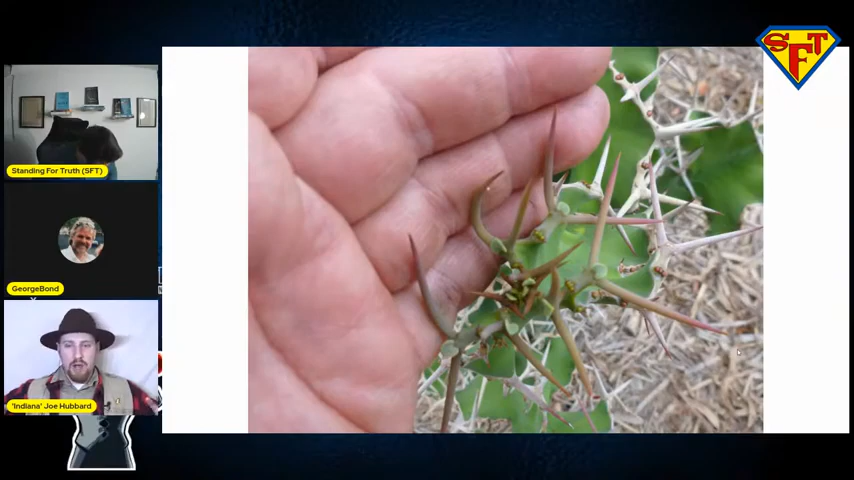 SFT
Standing For Truth (SFT)
GeorgeBond
'Indiana' Joe Hubbard